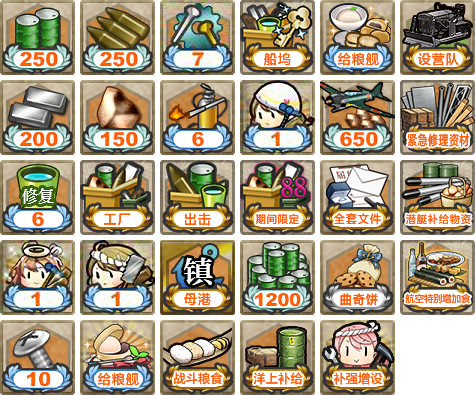 250
250
7
船坞
给粮舰
设营队
200
150
6
1
650
紧急修理资材
修复
6
工厂
出击
88
期间限定
全套文件
潜艇补给物资
1
1
镇
母港
1200
曲奇饼
航空特别增加食
10
给粮舰
战斗粮食
洋上补给
补强增设